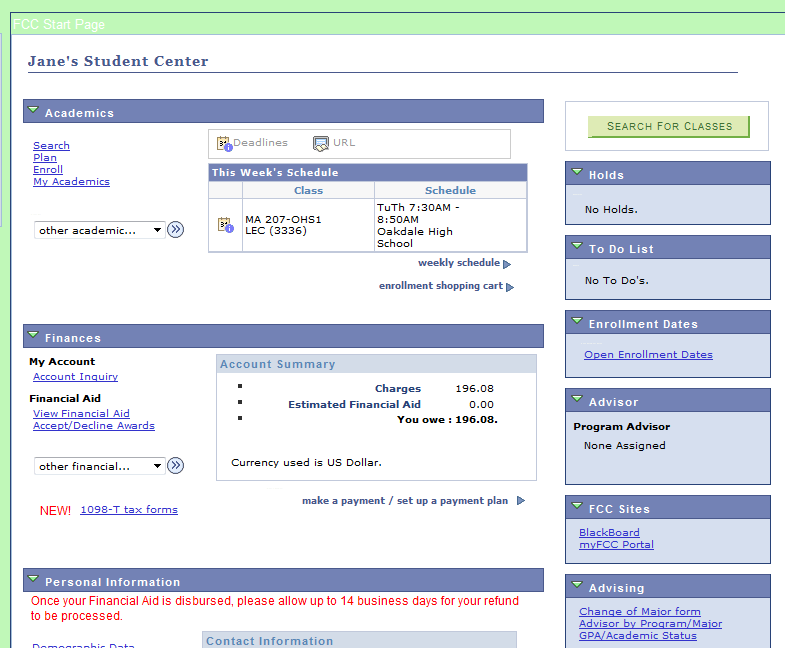 FCC Start Page
Jane's Student Center
Academics
Search
Plan
Enroll
My Academics
other academic...
Deadlines
URL
This Week's Schedule
Class
Schedule
MA 207-OHS1
LEC (3336)
TuTh 7:30AM -
8:50AM
Oakdale High
School
weekly schedule
enrollment shopping cart
Finances
My Account
Account Inquiry
Financial Aid
View Financial Aid
Accept/Decline Awards
other financial...
NEW! 1098-T tax forms
Account Summary
Charges 196.08
Estimated Financial Aid 0.00
You owe : 196.08.
Currency used is US Dollar.
make a payment / set up a payment plan
Personal Information
Once your Financial Aid is disbursed, please allow up to 14 business days for your refund
to be processed.
Demographic Data
Contact Information
SEARCH FOR CLASSES
Holds
No Holds.
To Do List
No To Do's.
Enrollment Dates
Open Enrollment Dates
Advisor
Program Advisor
None Assigned
FCC Sites
BlackBoard
myFCC Portal
Advising
Change of Major form
Advisor by Program/Major
GPA/Academic Status